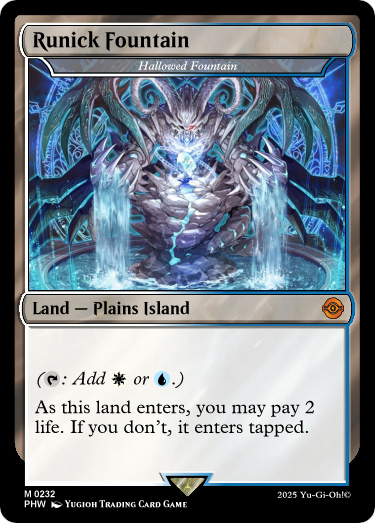 Runick Fountain
Hallowed Fountain
Land — Plains Island
(: Add or .)
As this land enters, you may pay 2
life. If you don't, it enters tapped.
M 0232
PHW Yugioh Trading Card Game
2025 Yu-Gi-Oh!©